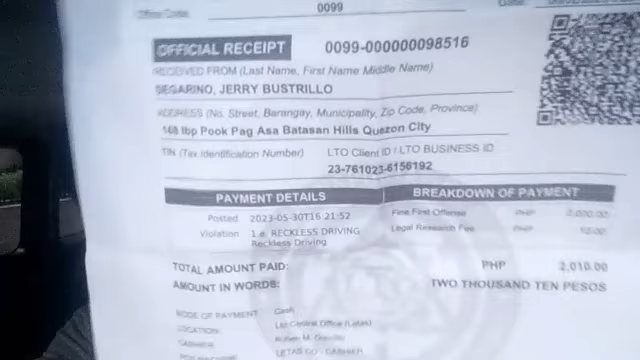 Office Code: 0099 Date:
OFFICIAL RECEIPT 0099-000000098516
RECEIVED FROM (Last Name, First Name Middle Name)
SEGARINO, JERRY BUSTRILLO
ADDRESS (No. Street, Barangay, Municipality, Zip Code, Province)
168 Ibp Pook Pag Asa Batasan Hills Quezon City
TIN (Tax Identification Number) LTO Client ID / LTO BUSINESS ID
23-761023-6156192
PAYMENT DETAILS BREAKDOWN OF PAYMENT
Posted 2023-05-30T16 21:52 Fine First Offense PHP 2,000.00
Violation 1.e. RECKLESS DRIVING Legal Research Fee PHP 10.00
Reckless Driving
TOTAL AMOUNT PAID: PHP 2,010.00
AMOUNT IN WORDS: TWO THOUSAND TEN PESOS
MODE OF PAYMENT Cash
LOCATION Central Office
CASHIER
LETAS CO - CASHIER